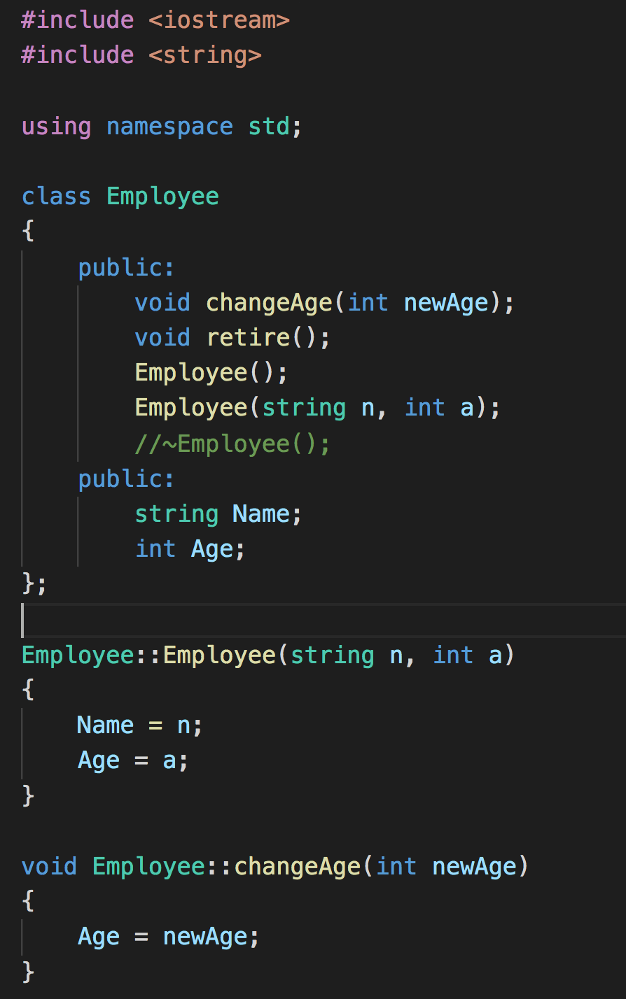 #include <iostream>
#include <string>
using namespace std;
class Employee
{
public:
void changeAge(int newAge);
void retire();
Employee();
Employee(string n, int a);
//~Employee();
public:
string Name;
int Age;
};
Employee::Employee(string n, int a)
{
Name = n;
Age = a;
}
void Employee::changeAge(int newAge)
{
Age = newAge;
}